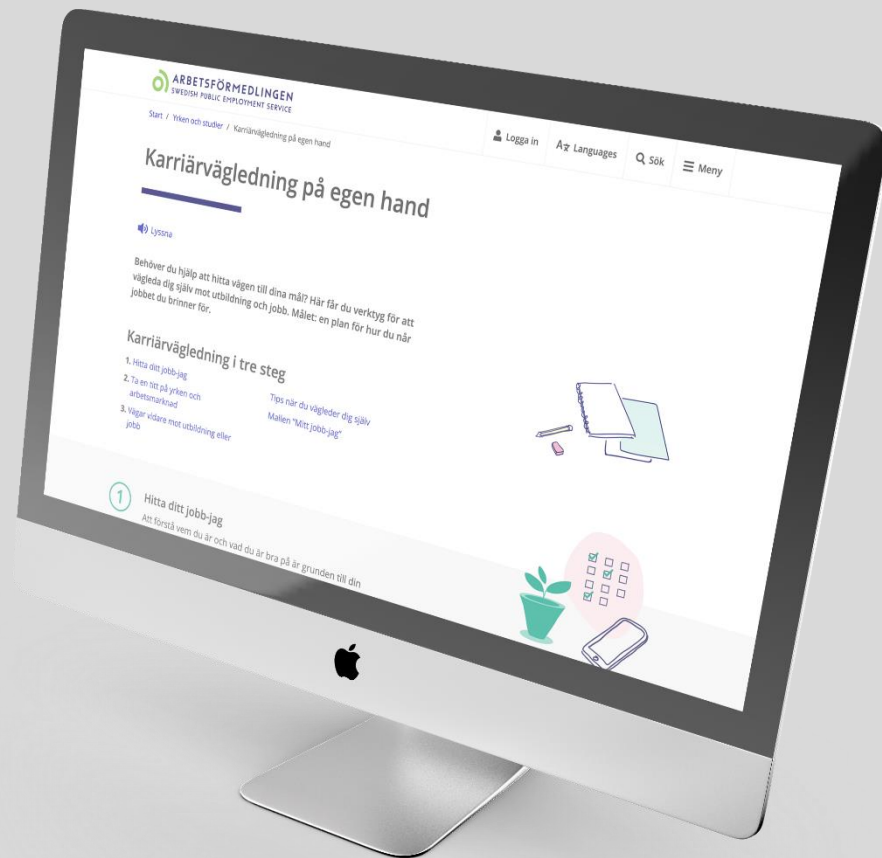 ARBETSFÖRMEDLINGEN
SWEDISH PUBLIC EMPLOYMENT SERVICE
Logga in
Languages
Sök
Meny
Start / Yrken och studier / Karriärvägledning på egen hand
Karriärvägledning på egen hand
Lyssna
Behöver du hjälp att hitta vägen till dina mål? Här får du verktyg för att
vägleda dig själv mot utbildning och jobb. Målet: en plan för hur du når
jobbet du brinner för.
Karriärvägledning i tre steg
1. Hitta ditt jobb-jag
2. Ta en titt på yrken och
arbetsmarknad
3. Vägar vidare mot utbildning eller
jobb
Tips när du vägleder dig själv
Mallen "Mitt jobb-jag"
1
Hitta ditt jobb-jag
Att förstå vem du är och vad du är bra på är grunden till din